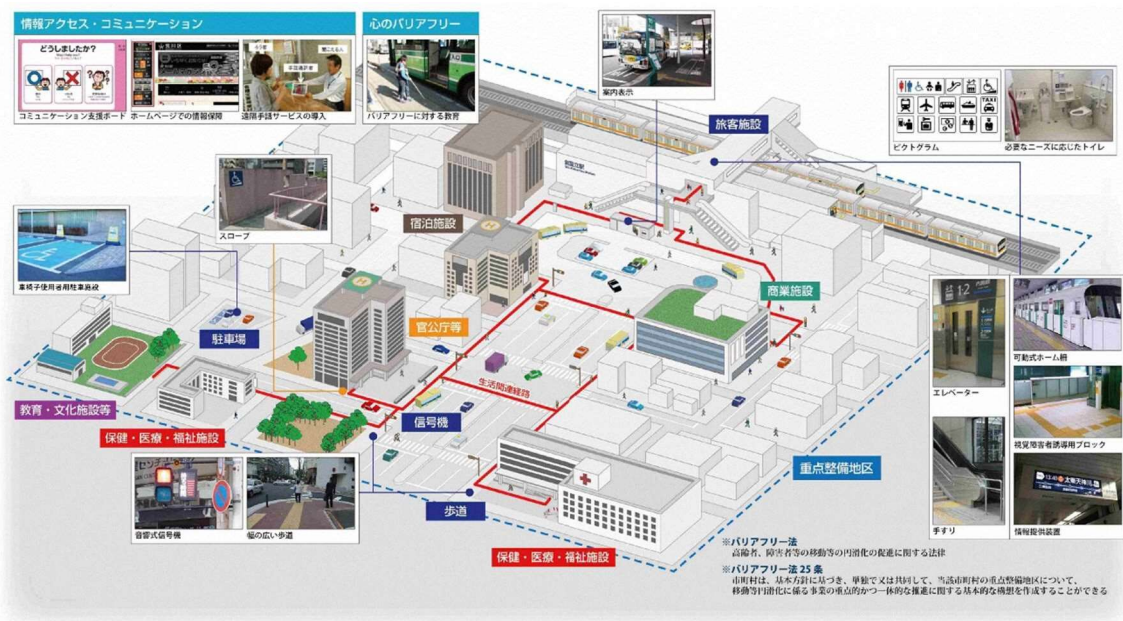 情報アクセス・コミュニケーション
心のバリアフリー
どうしましたか?
コミュニケーション支援ボード
ホームページでの情報保障
遠隔手話サービスの導入
バリアフリーに対する教育
案内表示
TAXI
ピクトグラム
必要なニーズに応じたトイレ
旅客施設
スロープ
宿泊施設
車椅子使用者用駐車施設
商業施設
官公庁等
駐車場
1-2
可動式ホーム柵
エレベーター
生活関連経路
教育・文化施設等
信号機
保健・医療・福祉施設
視覚障害者誘導用ブロック
重点整備地区
歩道
音響式信号機
幅の広い歩道
手すり
情報提供装置
保健・医療・福祉施設
※バリアフリー法
高齢者、障害者等の移動等の円滑化の促進に関する法律
※バリアフリー法 25 条
市町村は、基本方針に基づき、単独で又は共同して、当該市町村の重点整備地区について、
移動等円滑化に係る事業の重点的かつ一体的な推進に関する基本的な構想を作成することができる